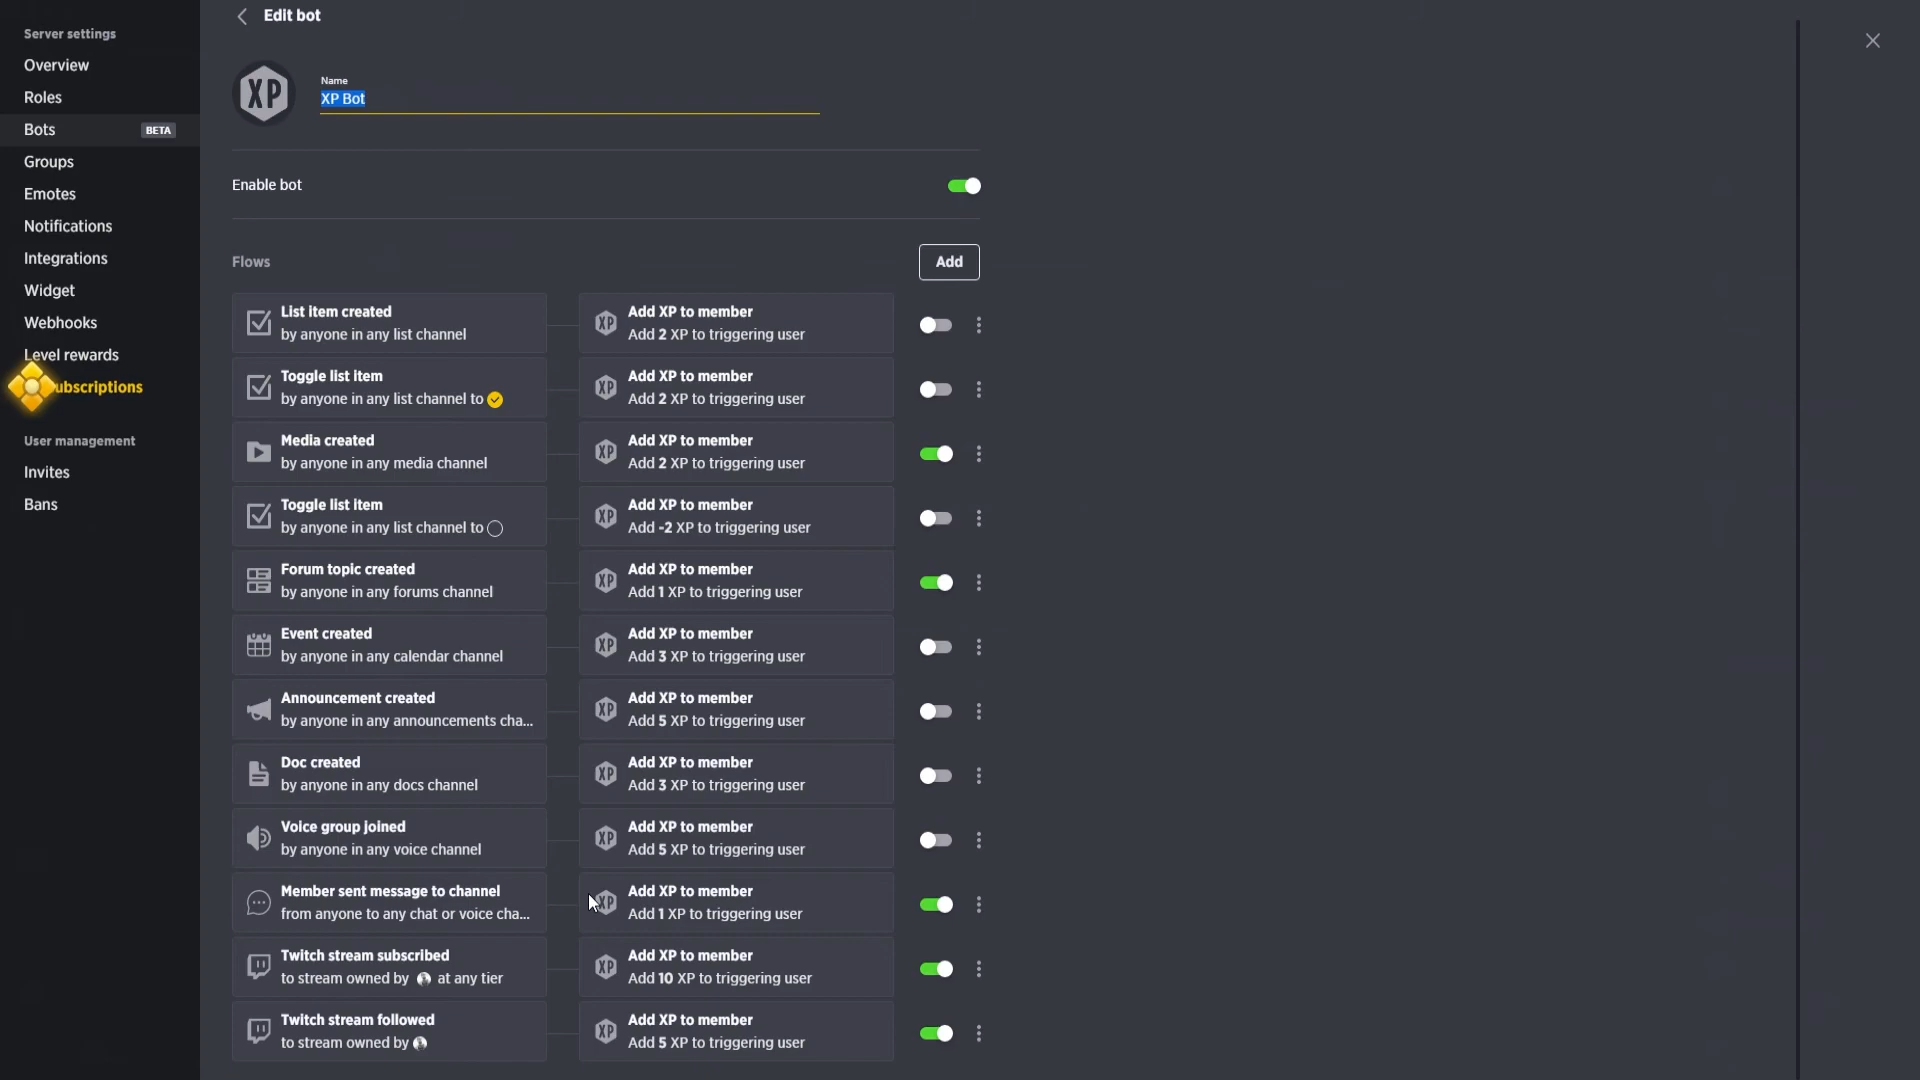 Server settings
Overview
Roles
Bots
BETA
Groups
Emotes
Notifications
Integrations
Widget
Webhooks
Level rewards
ubscriptions
User management
Invites
Bans
Edit bot
XP
Name
XP Bot
Enable bot
Flows
Add
List item created
by anyone in any list channel
XP
Add XP to member
Add 2 XP to triggering user
Toggle list item
by anyone in any list channel to
XP
Add XP to member
Add 2 XP to triggering user
Media created
by anyone in any media channel
XP
Add XP to member
Add 2 XP to triggering user
Toggle list item
by anyone in any list channel to
XP
Add XP to member
Add -2 XP to triggering user
Forum topic created
by anyone in any forums channel
XP
Add XP to member
Add 1 XP to triggering user
Event created
by anyone in any calendar channel
XP
Add XP to member
Add 3 XP to triggering user
Announcement created
by anyone in any announcements cha...
XP
Add XP to member
Add 5 XP to triggering user
Doc created
by anyone in any docs channel
XP
Add XP to member
Add 3 XP to triggering user
Voice group joined
by anyone in any voice channel
XP
Add XP to member
Add 5 XP to triggering user
Member sent message to channel
from anyone to any chat or voice cha...
XP
Add XP to member
Add 1 XP to triggering user
Twitch stream subscribed
to stream owned by at any tier
XP
Add XP to member
Add 10 XP to triggering user
Twitch stream followed
to stream owned by
XP
Add XP to member
Add 5 XP to triggering user